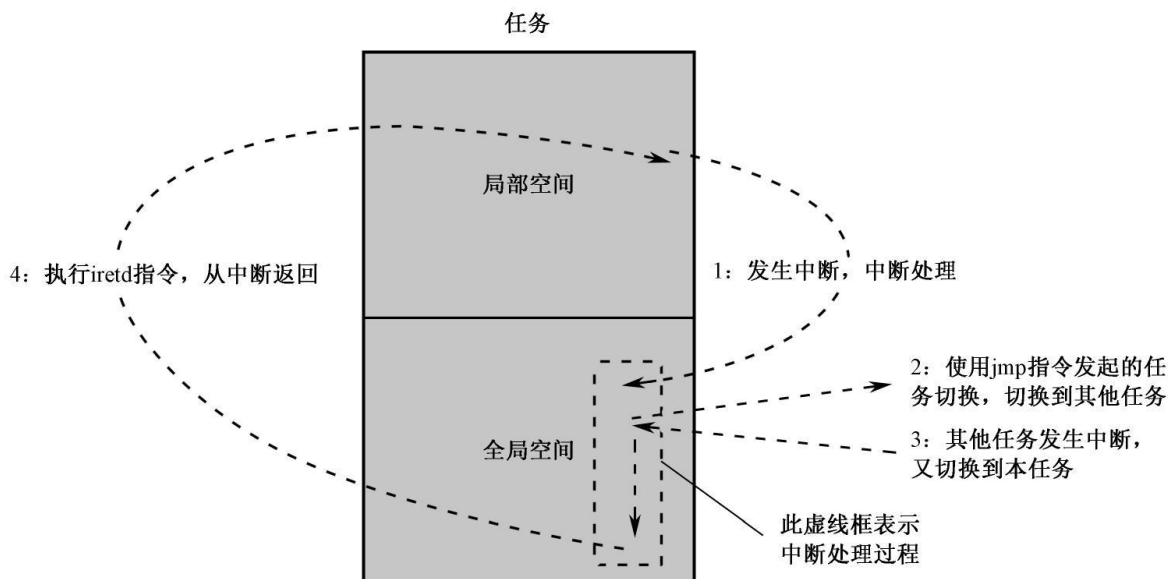 任务
局部空间
4：执行iretd指令，从中断返回
1：发生中断，中断处理
2：使用jmp指令发起的任
务切换，切换到其他任务
3：其他任务发生中断，
又切换到本任务
全局空间
此虚线框表示
中断处理过程